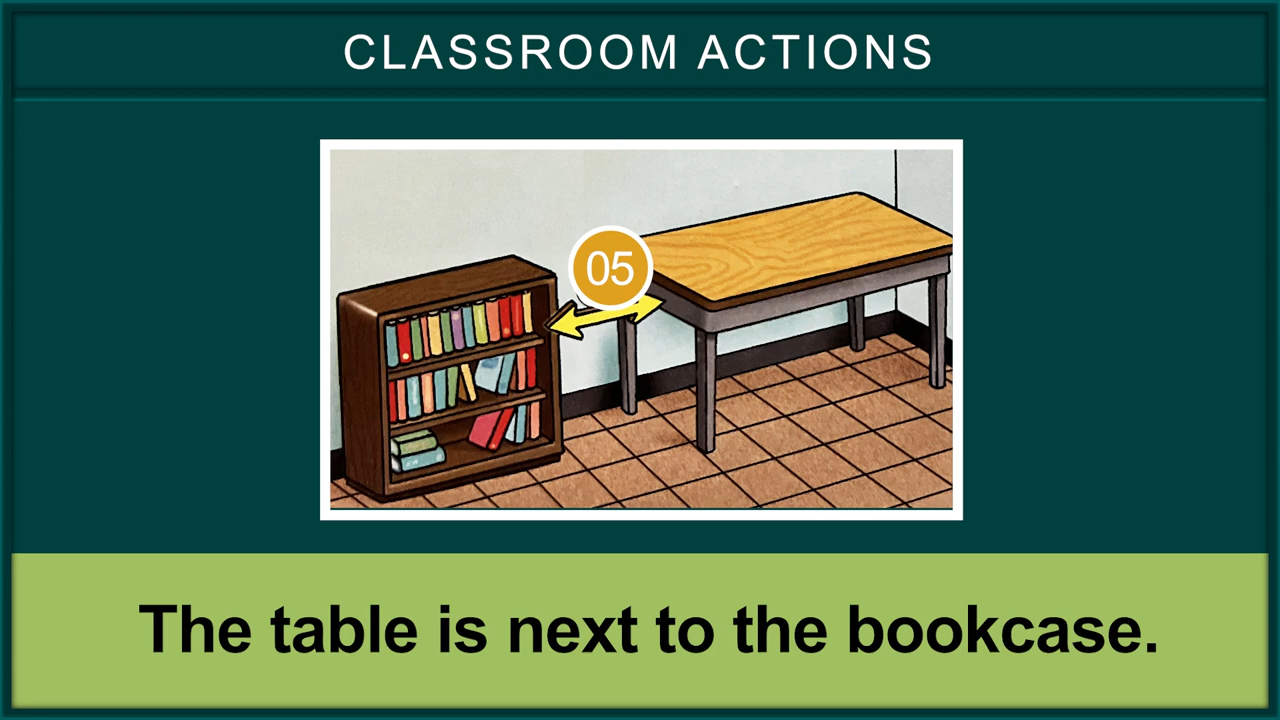 CLASSROOM ACTIONS
05
The table is next to the bookcase.